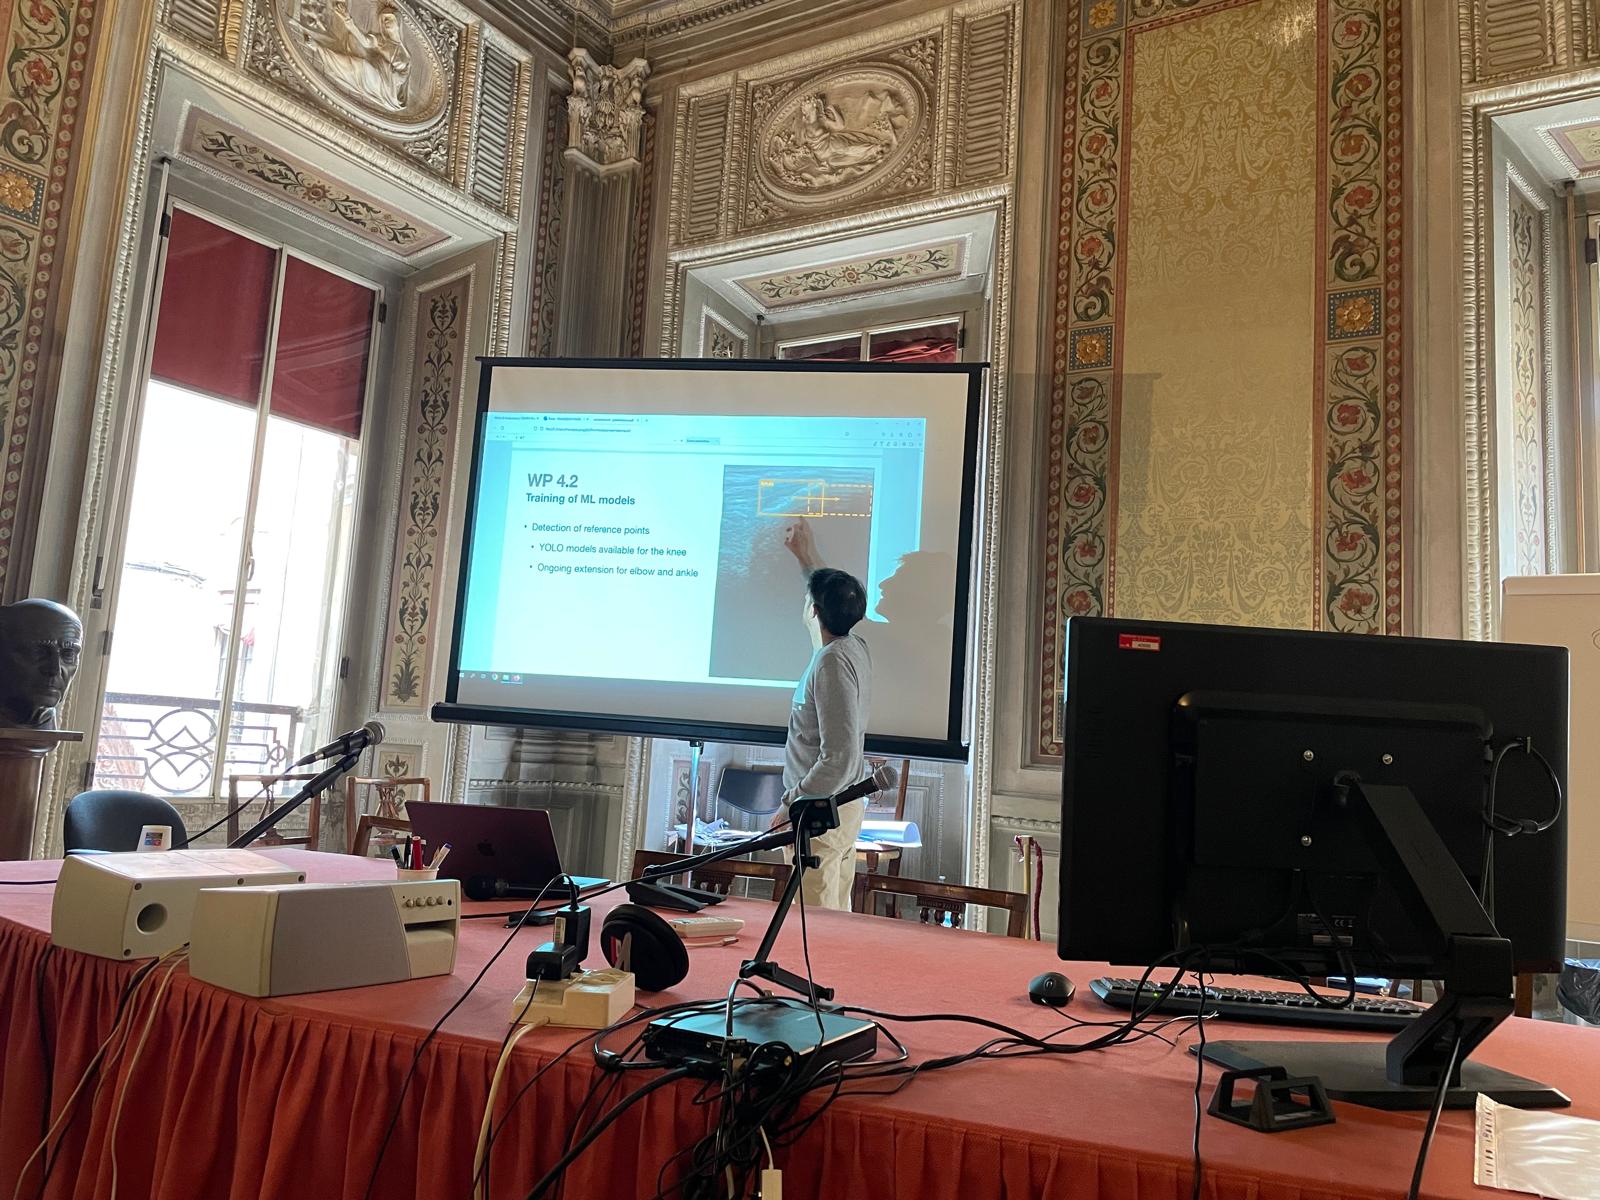 WP 4.2
Training of ML models
• Detection of reference points
• YOLO models available for the knee
• Ongoing extension for elbow and ankle